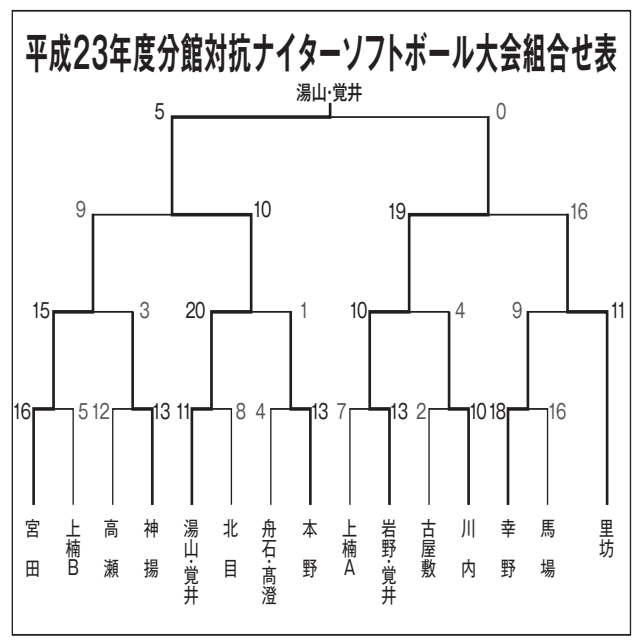 平成23年度分館対抗ナイターソフトボール大会組合せ表
湯山・覚井
5 0
9 10 19 16
15 3 20 1 10 4 9 11
16 5 12 13 11 8 4 13 7 13 2 10 18 16
宮田
上楠B
高瀬
神揚
湯山・覚井
北目
舟石・髙澄
本野
上楠A
岩野・覚井
古屋敷
川内
幸野
馬場
里坊